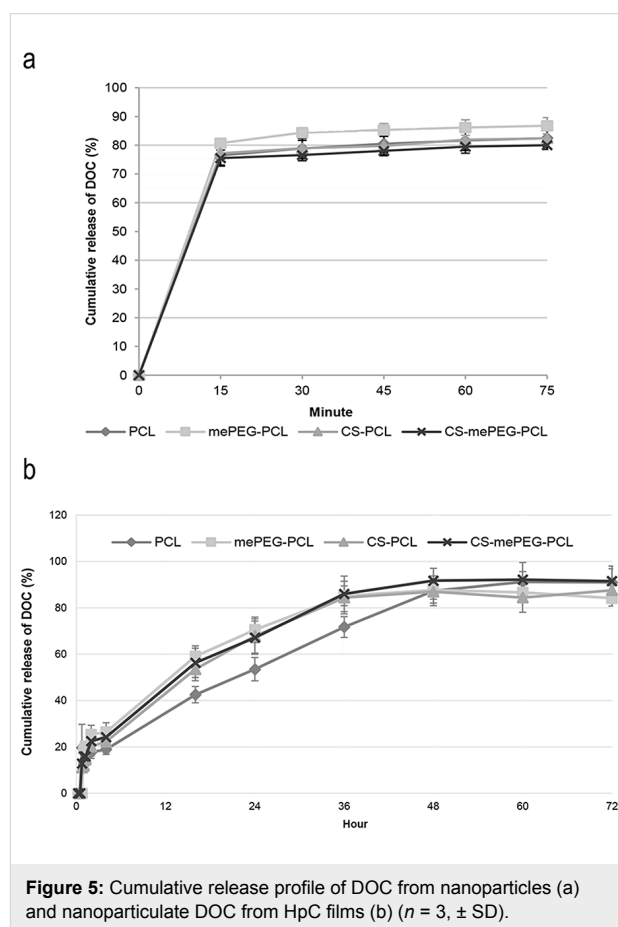 a
Cumulative release of DOC (%)
100
90
80
70
60
50
40
30
20
10
0
0 15 30 45 60 75
Minute
PCL mePEG-PCL CS-PCL CS-mePEG-PCL
b
Cumulative release of DOC (%)
120
100
80
60
40
20
0
PCL mePEG-PCL CS-PCL CS-mePEG-PCL
0 12 24 36 48 60 72
Hour
Figure 5: Cumulative release profile of DOC from nanoparticles (a)
and nanoparticulate DOC from HpC films (b) (n = 3, ± SD).